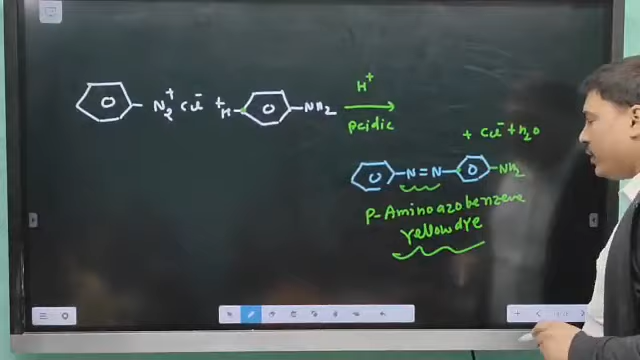 N₂⁺ Cl⁻ + H- -NH₂
H⁺
Acidic
+ Cl⁻ + H₂O
-N=N- -NH₂
P-Aminoazobenzene
Yellow dye